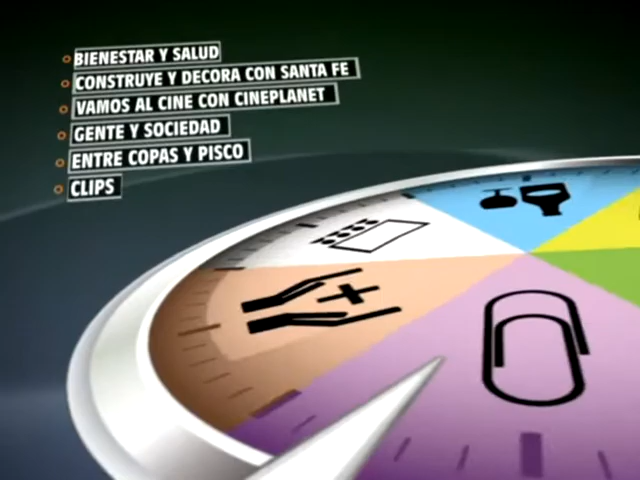 BIENESTAR Y SALUD
CONSTRUYE Y DECORA CON SANTA FE
VAMOS AL CINE CON CINEPLANET
GENTE Y SOCIEDAD
ENTRE COPAS Y PISCO
CLIPS